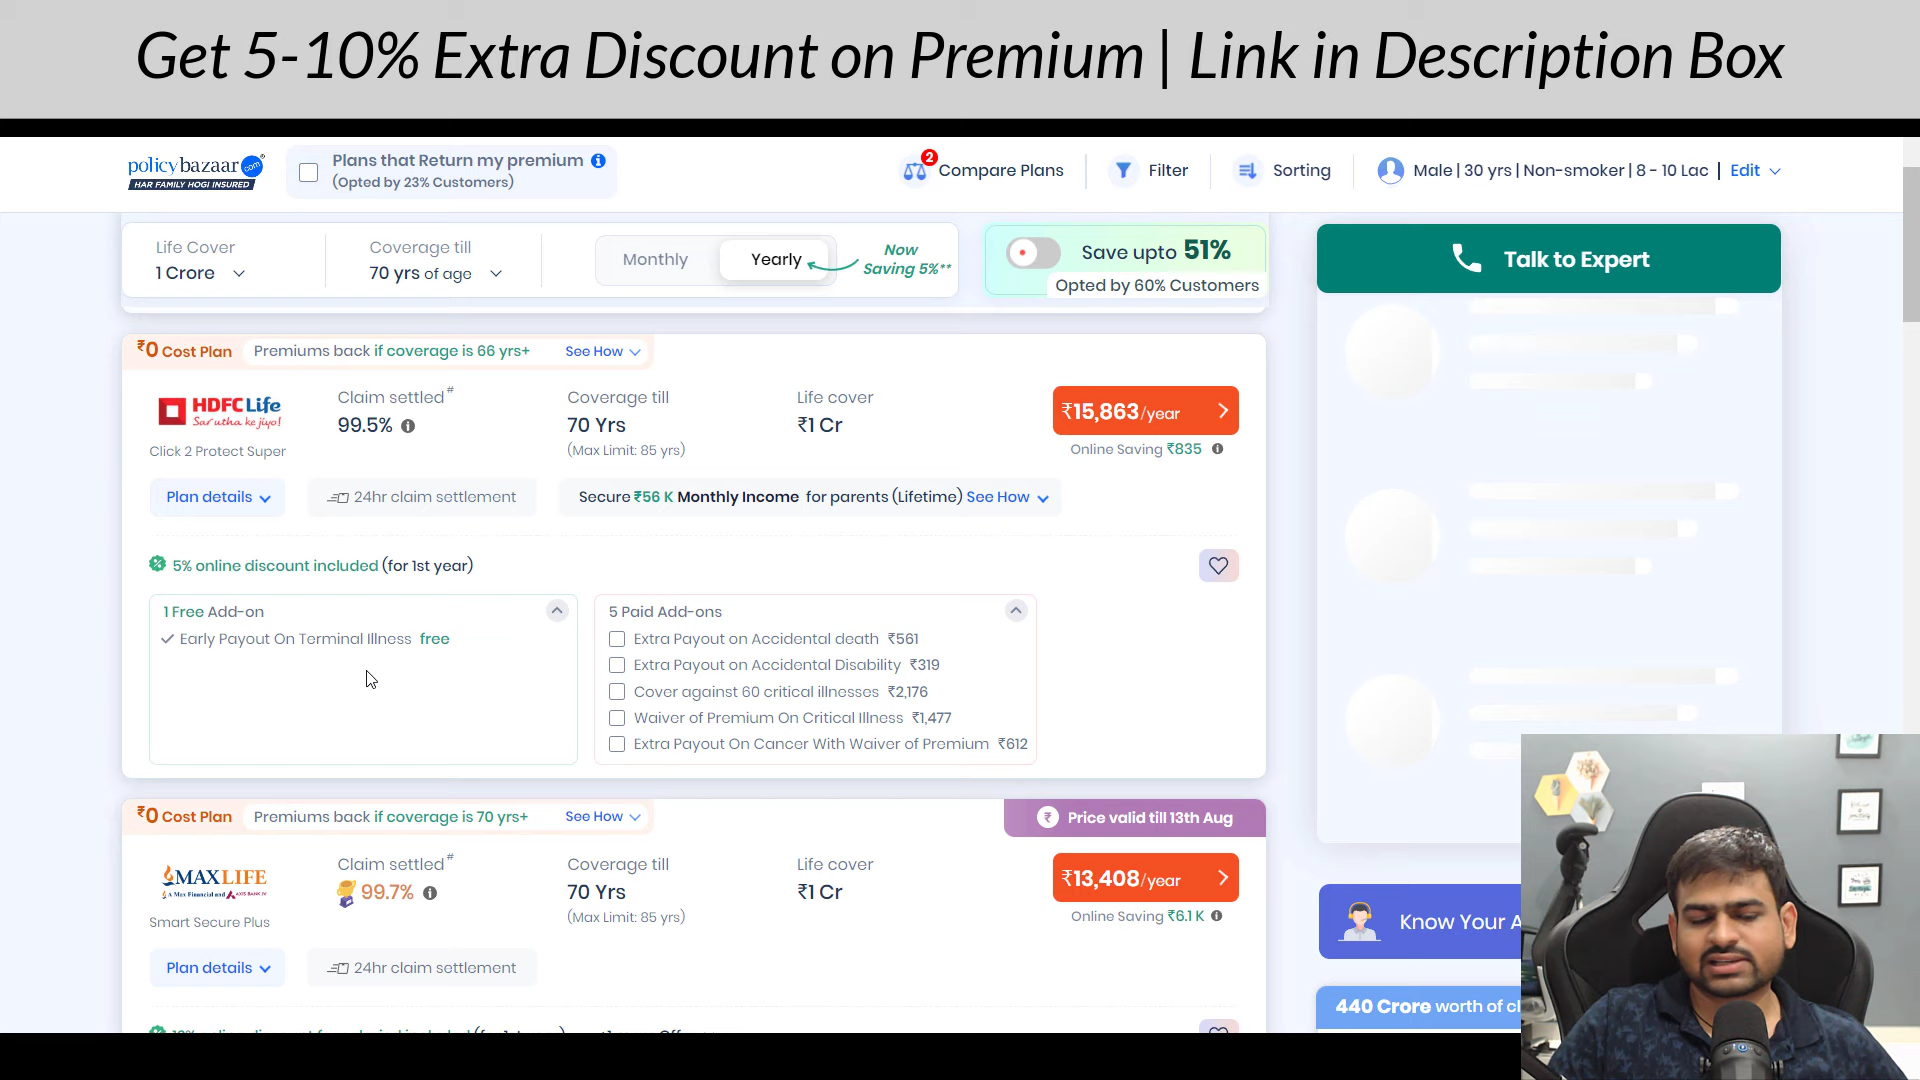 Get 5-10% Extra Discount on Premium | Link in Description Box
policybazaar.com
HAR FAMILY HOGI INSURED
Plans that Return my premium
(Opted by 23% Customers)
2
Compare Plans
Filter
Sorting
Male | 30 yrs | Non-smoker | 8 - 10 Lac | Edit
Life Cover
1 Crore
Coverage till
70 yrs of age
Monthly
Yearly
Now
Saving 5%**
Save upto 51%
Opted by 60% Customers
Talk to Expert
₹0 Cost Plan
Premiums back if coverage is 66 yrs+
See How
HDFC Life
Sar utha ke jiyo!
Click 2 Protect Super
Claim settled#
99.5%
Coverage till
70 Yrs
(Max Limit: 85 yrs)
Life cover
₹1 Cr
₹15,863/year
Online Saving ₹835
Plan details
24hr claim settlement
Secure ₹56 K Monthly Income for parents (Lifetime) See How
5% online discount included (for 1st year)
1 Free Add-on
Early Payout On Terminal Illness free
5 Paid Add-ons
Extra Payout on Accidental death ₹561
Extra Payout on Accidental Disability ₹319
Cover against 60 critical illnesses ₹2,176
Waiver of Premium On Critical Illness ₹1,477
Extra Payout On Cancer With Waiver of Premium ₹612
₹0 Cost Plan
Premiums back if coverage is 70 yrs+
See How
₹ Price valid till 13th Aug
MAX LIFE
A Max Financial and AXIS BANK JV
Smart Secure Plus
Claim settled#
99.7%
Coverage till
70 Yrs
(Max Limit: 85 yrs)
Life cover
₹1 Cr
₹13,408/year
Online Saving ₹6.1 K
Plan details
24hr claim settlement
Know Your A
440 Crore worth of cl